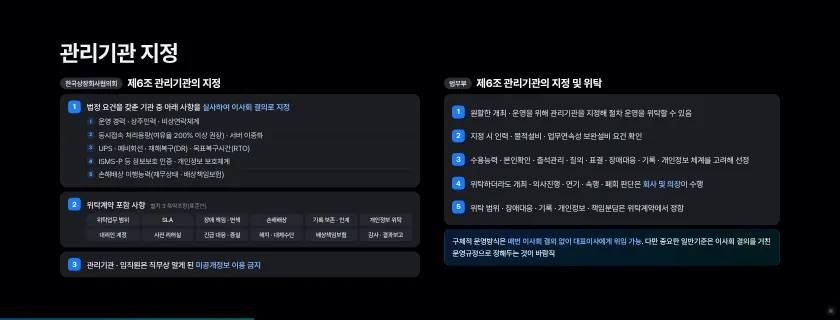 관리기관 지정
한국상장회사협의회 제6조 관리기관의 지정
1 법정 요건을 갖춘 기관 중 아래 사항을 실사하여 이사회 결의로 지정
1 운영 경력 · 상주인력 · 비상연락체계
2 동시접속 처리용량(여유율 200% 이상 권장) · 서버 이중화
3 UPS · 예비회선 · 재해복구(DR) · 목표복구시간(RTO)
4 ISMS-P 등 정보보호 인증 · 개인정보 보호체계
5 손해배상 이행능력(재무상태 · 배상책임보험)
2 위탁계약 포함 사항
위탁업무 범위 SLA 장애 책임 · 면책 손해배상 기록 보존 · 인계 개인정보 위탁
대리인 계정 사전 리허설 긴급 대응 · 증설 해지 · 대체수단 배상책임보험 감사 · 결과보고
3 관리기관 · 임직원은 직무상 알게 된 미공개정보 이용 금지
법무부 제6조 관리기관의 지정 및 위탁
1 원활한 개최 · 운영을 위해 관리기관을 지정해 절차 운영을 위탁할 수 있음
2 지정 시 인력 · 물적설비 · 업무연속성 보완설비 요건 확인
3 수용능력 · 본인확인 · 출석관리 · 질의 · 표결 · 장애대응 · 기록 · 개인정보 체계를 고려해 선정
4 위탁하더라도 개최 · 의사진행 · 연기 · 속행 · 폐회 판단은 회사 및 의장이 수행
5 위탁 범위 · 장애대응 · 기록 · 개인정보 · 책임분담은 위탁계약에서 정함
구체적 운영방식은 매번 이사회 결의 없이 대표이사에게 위임 가능. 다만 중요한 일반기준은 이사회 결의를 거친
운영규정으로 정해두는 것이 바람직